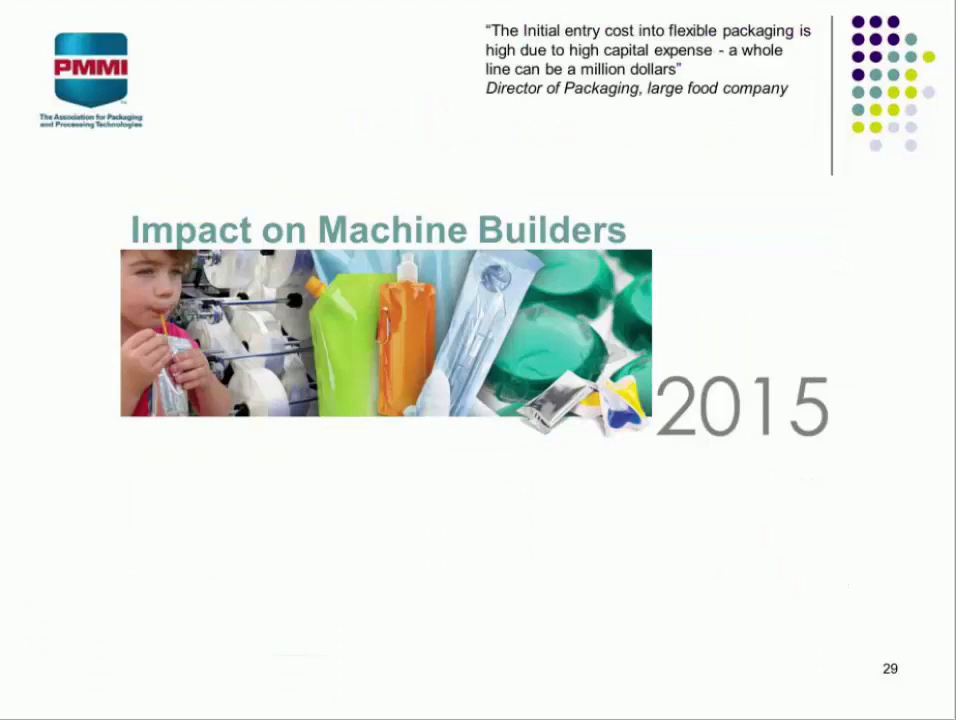 PMMI
The Association for Packaging
and Processing Technologies
“The Initial entry cost into flexible packaging is
high due to high capital expense - a whole
line can be a million dollars”
Director of Packaging, large food company
Impact on Machine Builders
2015
29